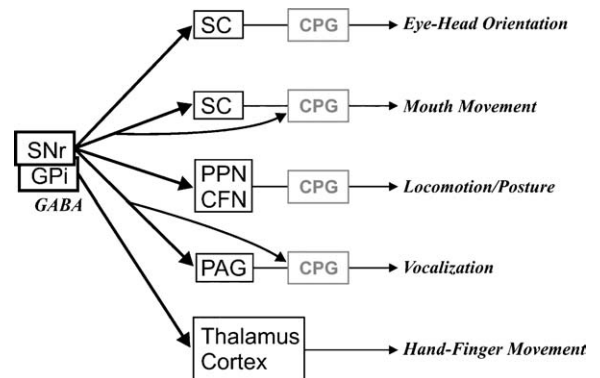 SC CPG Eye-Head Orientation
SC CPG Mouth Movement
SNr
GPi
GABA
PPN
CFN
CPG Locomotion/Posture
PAG CPG Vocalization
Thalamus
Cortex
Hand-Finger Movement